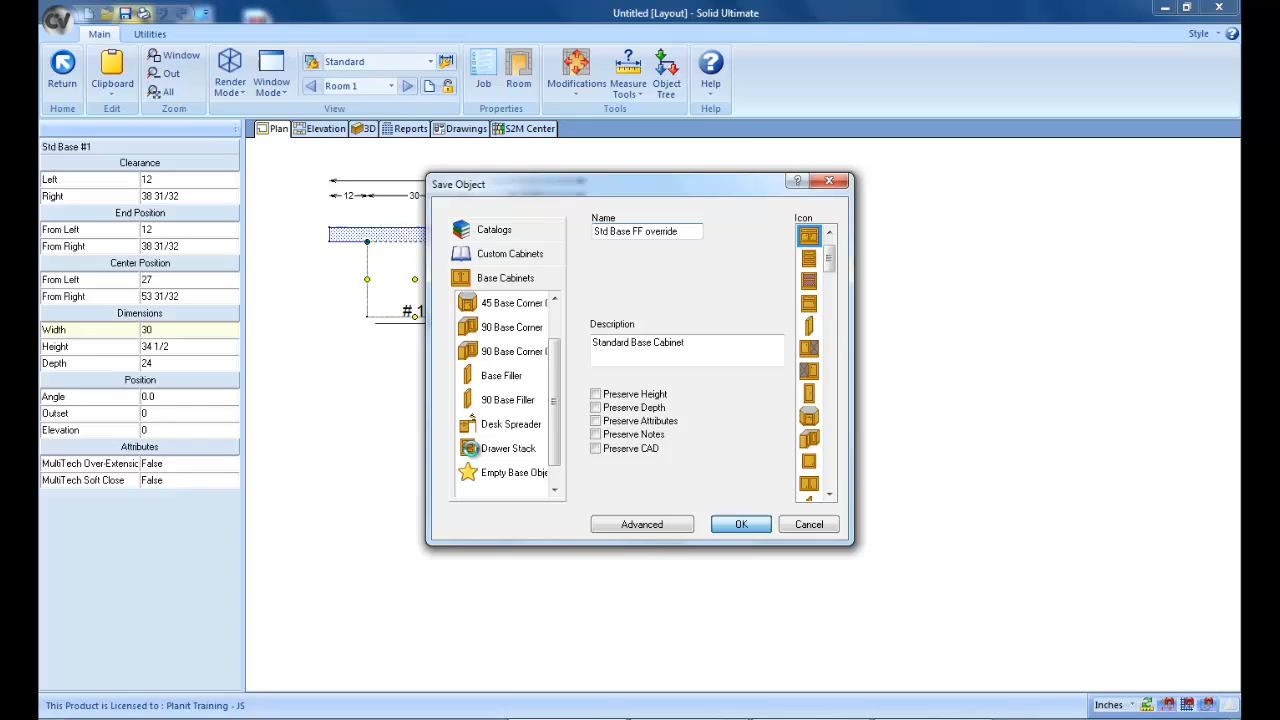 Untitled [Layout] - Solid Ultimate
CV
Main
Utilities
Style
Return
Clipboard
Window
Out
All
Render Mode
Window Mode
Standard
Room 1
Job
Room
Modifications
Measure Tools
Object Tree
Help
Home
Edit
Zoom
View
Properties
Tools
Help
Plan
Elevation
3D
Reports
Drawings
S2M Center
Std Base #1
Clearance
Left 12
Right 38 31/32
End Position
From Left 12
From Right 38 31/32
Center Position
From Left 27
From Right 53 31/32
Dimensions
Width 30
Height 34 1/2
Depth 24
Position
Angle 0.0
Outset 0
Elevation 0
Attributes
MultiTech Over-Extensic False
MultiTech Soft Close False
12
30
# 1
Save Object
Catalogs
Custom Cabinets
Base Cabinets
45 Base Corner (
90 Base Corner
90 Base Corner (
Base Filler
90 Base Filler
Desk Spreader
Drawer Stack
Empty Base Obje
Name
Std Base FF override
Description
Standard Base Cabinet
Preserve Height
Preserve Depth
Preserve Attributes
Preserve Notes
Preserve CAD
Icon
Advanced
OK
Cancel
This Product is Licensed to : Planit Training - JS
Inches